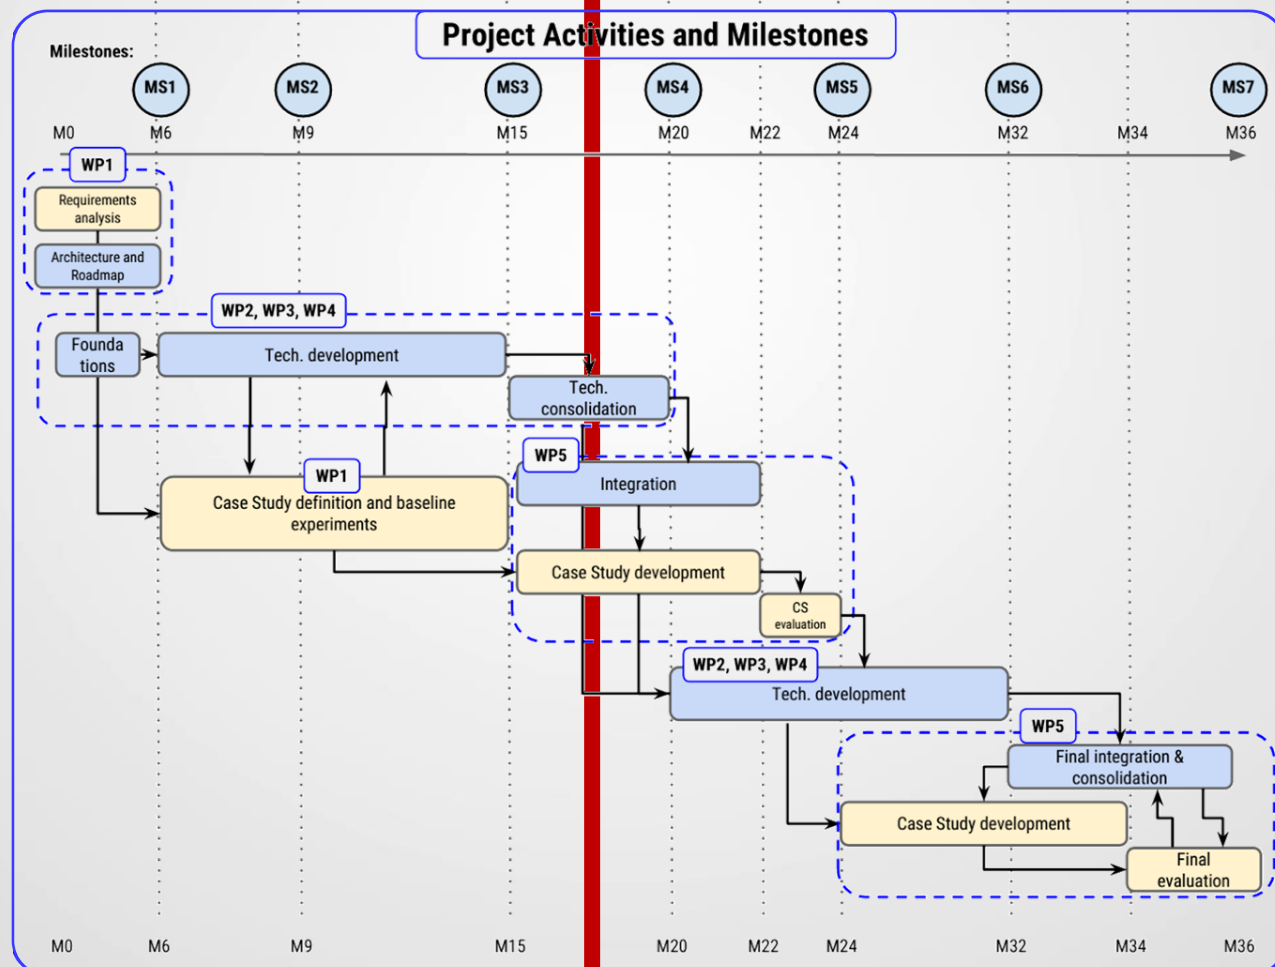 Project Activities and Milestones
Milestones:
MS1 MS2 MS3 MS4 MS5 MS6 MS7
M0 M6 M9 M15 M20 M22 M24 M32 M34 M36
WP1
Requirements
analysis
Architecture and
Roadmap
WP2, WP3, WP4
Founda
tions
Tech. development
Tech.
consolidation
WP5
WP1
Case Study definition and baseline
experiments
Integration
Case Study development
CS
evaluation
WP2, WP3, WP4
Tech. development
WP5
Final integration &
consolidation
Case Study development
Final
evaluation
M0 M6 M9 M15 M20 M22 M24 M32 M34 M36